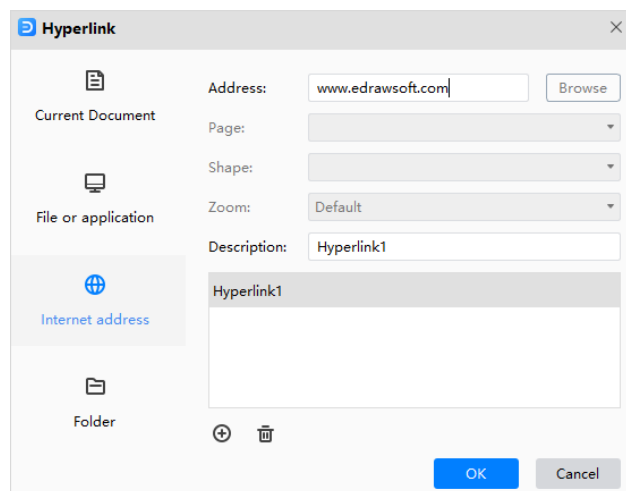 Hyperlink
Current Document
File or application
Internet address
Folder
Address: www.edrawsoft.com Browse
Page:
Shape:
Zoom: Default
Description: Hyperlink1
Hyperlink1
OK Cancel